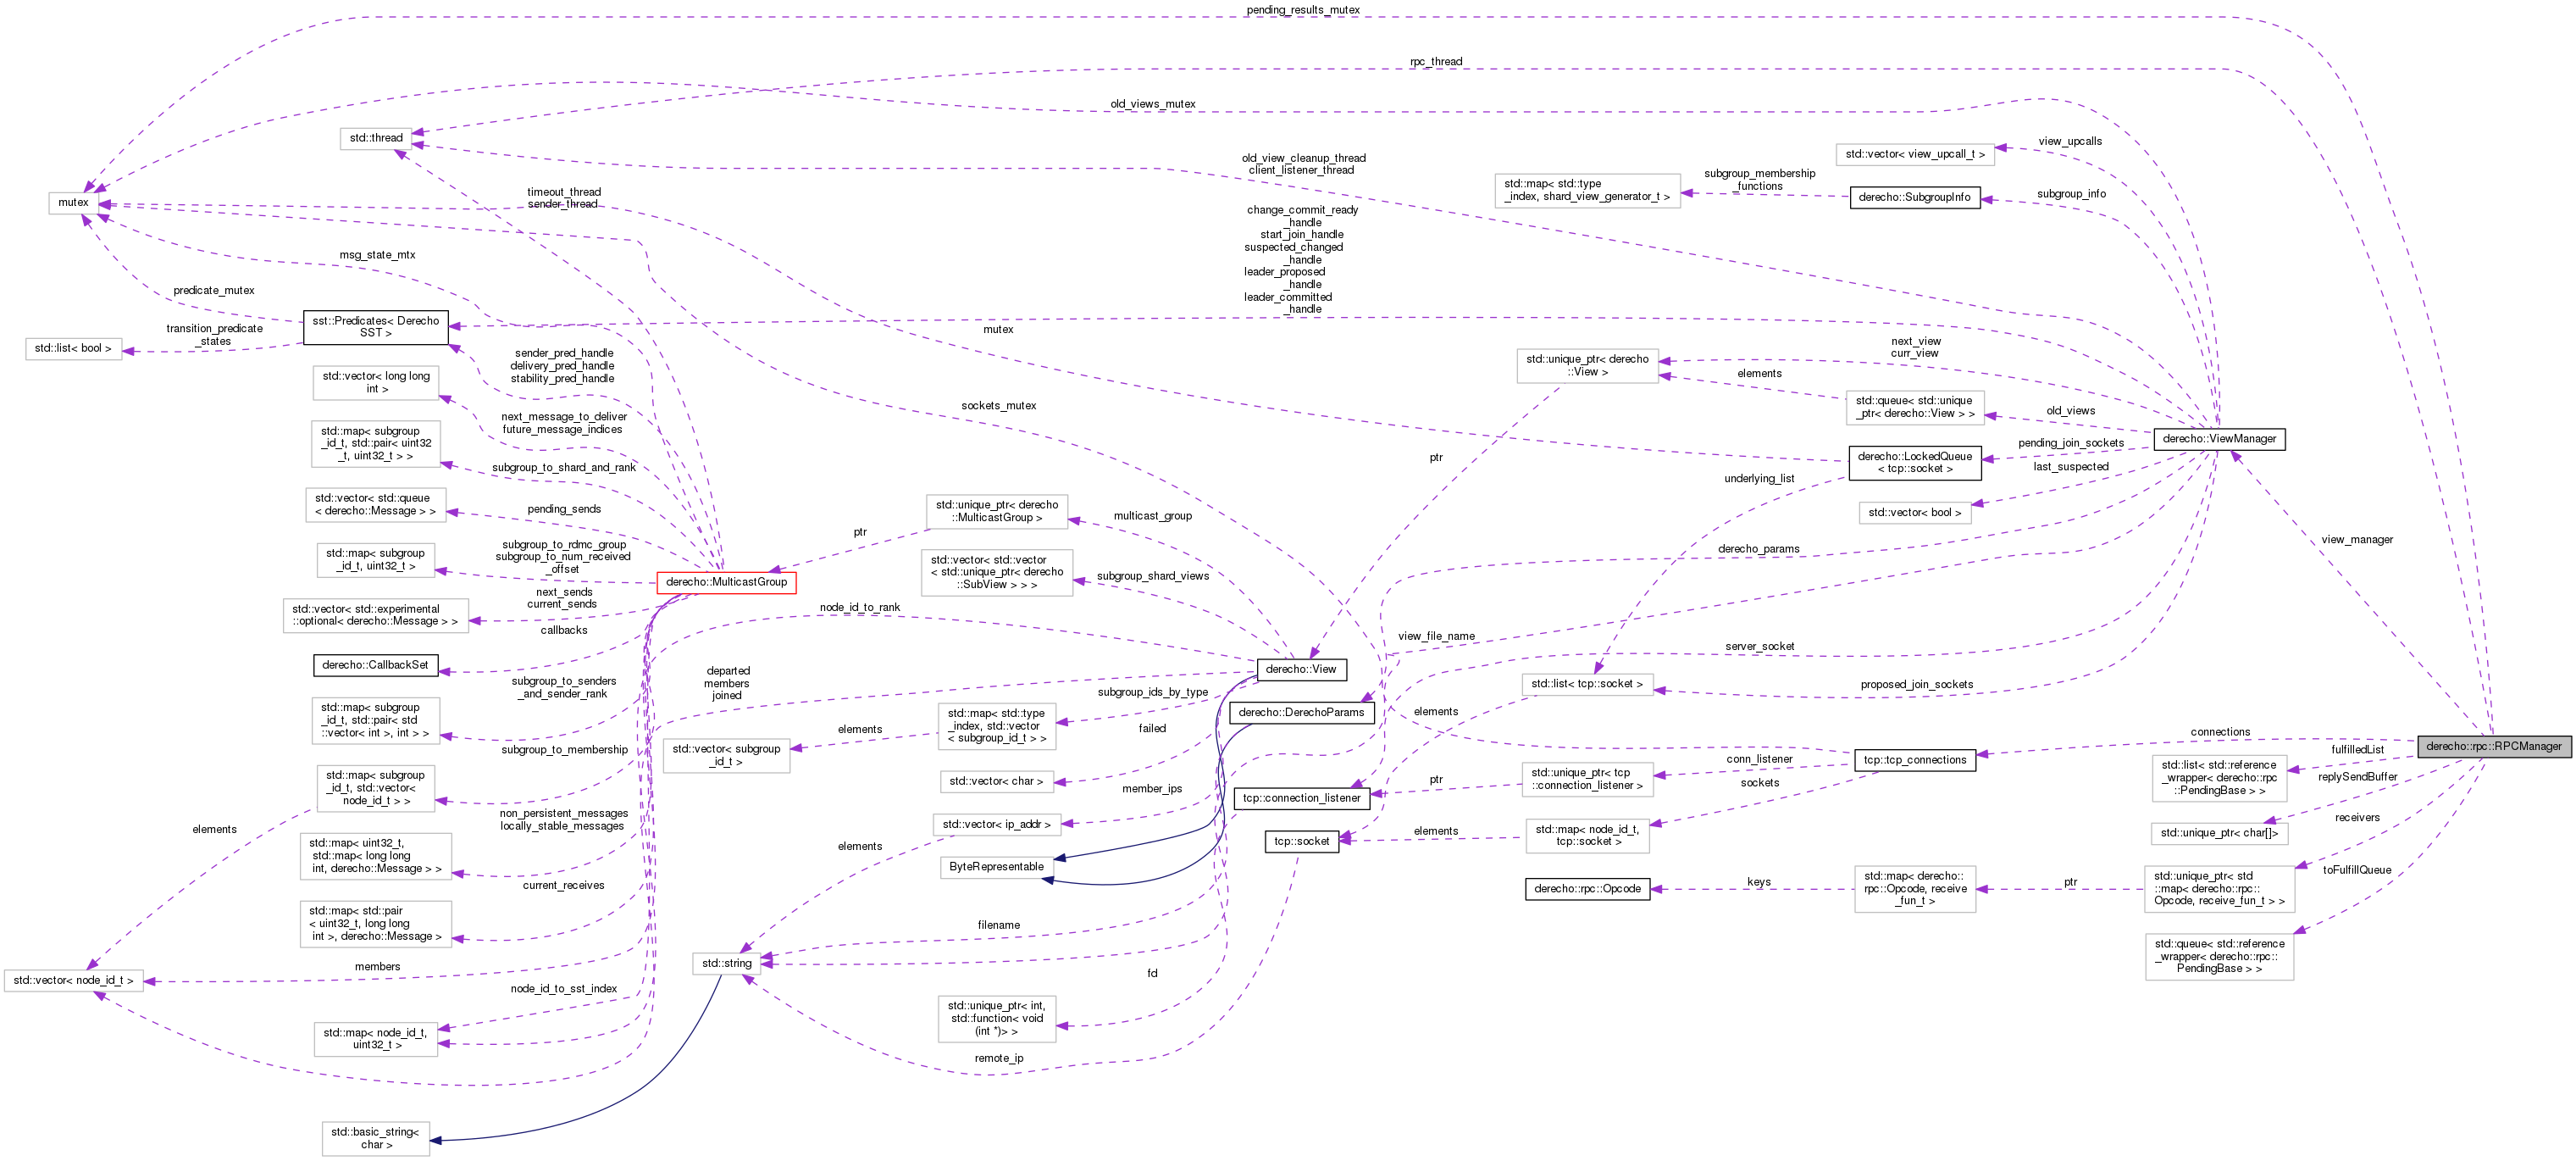 pending_results_mutex
rpc_thread
old_views_mutex
std::thread
view_upcalls
std::vector< view_upcall_t >
old_view_cleanup_thread
client_listener_thread
subgroup_membership
_functions
std::map< std::type
_index, shard_view_generator_t >
derecho::SubgroupInfo
subgroup_info
mutex
timeout_thread
sender_thread
change_commit_ready
_handle
start_join_handle
suspected_changed
_handle
leader_proposed
_handle
leader_committed
_handle
msg_state_mtx
predicate_mutex
sst::Predicates< Derecho
SST >
transition_predicate
_states
std::list< bool >
mutex
sender_pred_handle
delivery_pred_handle
stability_pred_handle
std::unique_ptr< derecho
::View >
next_view
curr_view
elements
std::vector< long long
int >
std::queue< std::unique
_ptr< derecho::View > >
old_views
sockets_mutex
next_message_to_deliver
future_message_indices
std::map< subgroup
_id_t, std::pair< uint32
_t, uint32_t > >
derecho::ViewManager
pending_join_sockets
derecho::LockedQueue
< tcp::socket >
ptr
subgroup_to_shard_and_rank
last_suspected
underlying_list
std::vector< std::queue
< derecho::Message > >
pending_sends
std::unique_ptr< derecho
::MulticastGroup >
multicast_group
std::vector< bool >
ptr
view_manager
std::map< subgroup
_id_t, uint32_t >
subgroup_to_rdmc_group
subgroup_to_num_received
_offset
derecho_params
std::vector< std::vector
< std::unique_ptr< derecho
::SubView > > >
subgroup_shard_views
derecho::MulticastGroup
next_sends
current_sends
std::vector< std::experimental
::optional< derecho::Message > >
node_id_to_rank
callbacks
view_file_name
server_socket
derecho::CallbackSet
derecho::View
departed
members
joined
subgroup_to_senders
_and_sender_rank
std::list< tcp::socket >
proposed_join_sockets
subgroup_ids_by_type
std::map< subgroup
_id_t, std::pair< std
::vector< int >, int > >
std::map< std::type
_index, std::vector
< subgroup_id_t > >
derecho::DerechoParams
elements
failed
elements
connections
derecho::rpc::RPCManager
subgroup_to_membership
std::vector< subgroup
_id_t >
tcp::tcp_connections
conn_listener
fulfilledList
std::list< std::reference
_wrapper< derecho::rpc
::PendingBase > >
std::map< subgroup
_id_t, std::vector<
node_id_t > >
std::vector< char >
std::unique_ptr< tcp
::connection_listener >
ptr
sockets
replySendBuffer
member_ips
tcp::connection_listener
non_persistent_messages
locally_stable_messages
elements
std::vector< ip_addr >
receivers
elements
std::map< node_id_t,
tcp::socket >
std::unique_ptr< char[]>
tcp::socket
std::map< uint32_t,
std::map< long long
int, derecho::Message > >
elements
ByteRepresentable
toFulfillQueue
current_receives
derecho::rpc::Opcode
keys
std::map< derecho::
rpc::Opcode, receive
_fun_t >
ptr
std::unique_ptr< std
::map< derecho::rpc::
Opcode, receive_fun_t > >
std::map< std::pair
< uint32_t, long long
int >, derecho::Message >
filename
std::queue< std::reference
_wrapper< derecho::rpc::
PendingBase > >
std::string
members
std::vector< node_id_t >
fd
node_id_to_sst_index
std::unique_ptr< int,
std::function< void
(int *)> >
std::map< node_id_t,
uint32_t >
remote_ip
std::basic_string<
char >